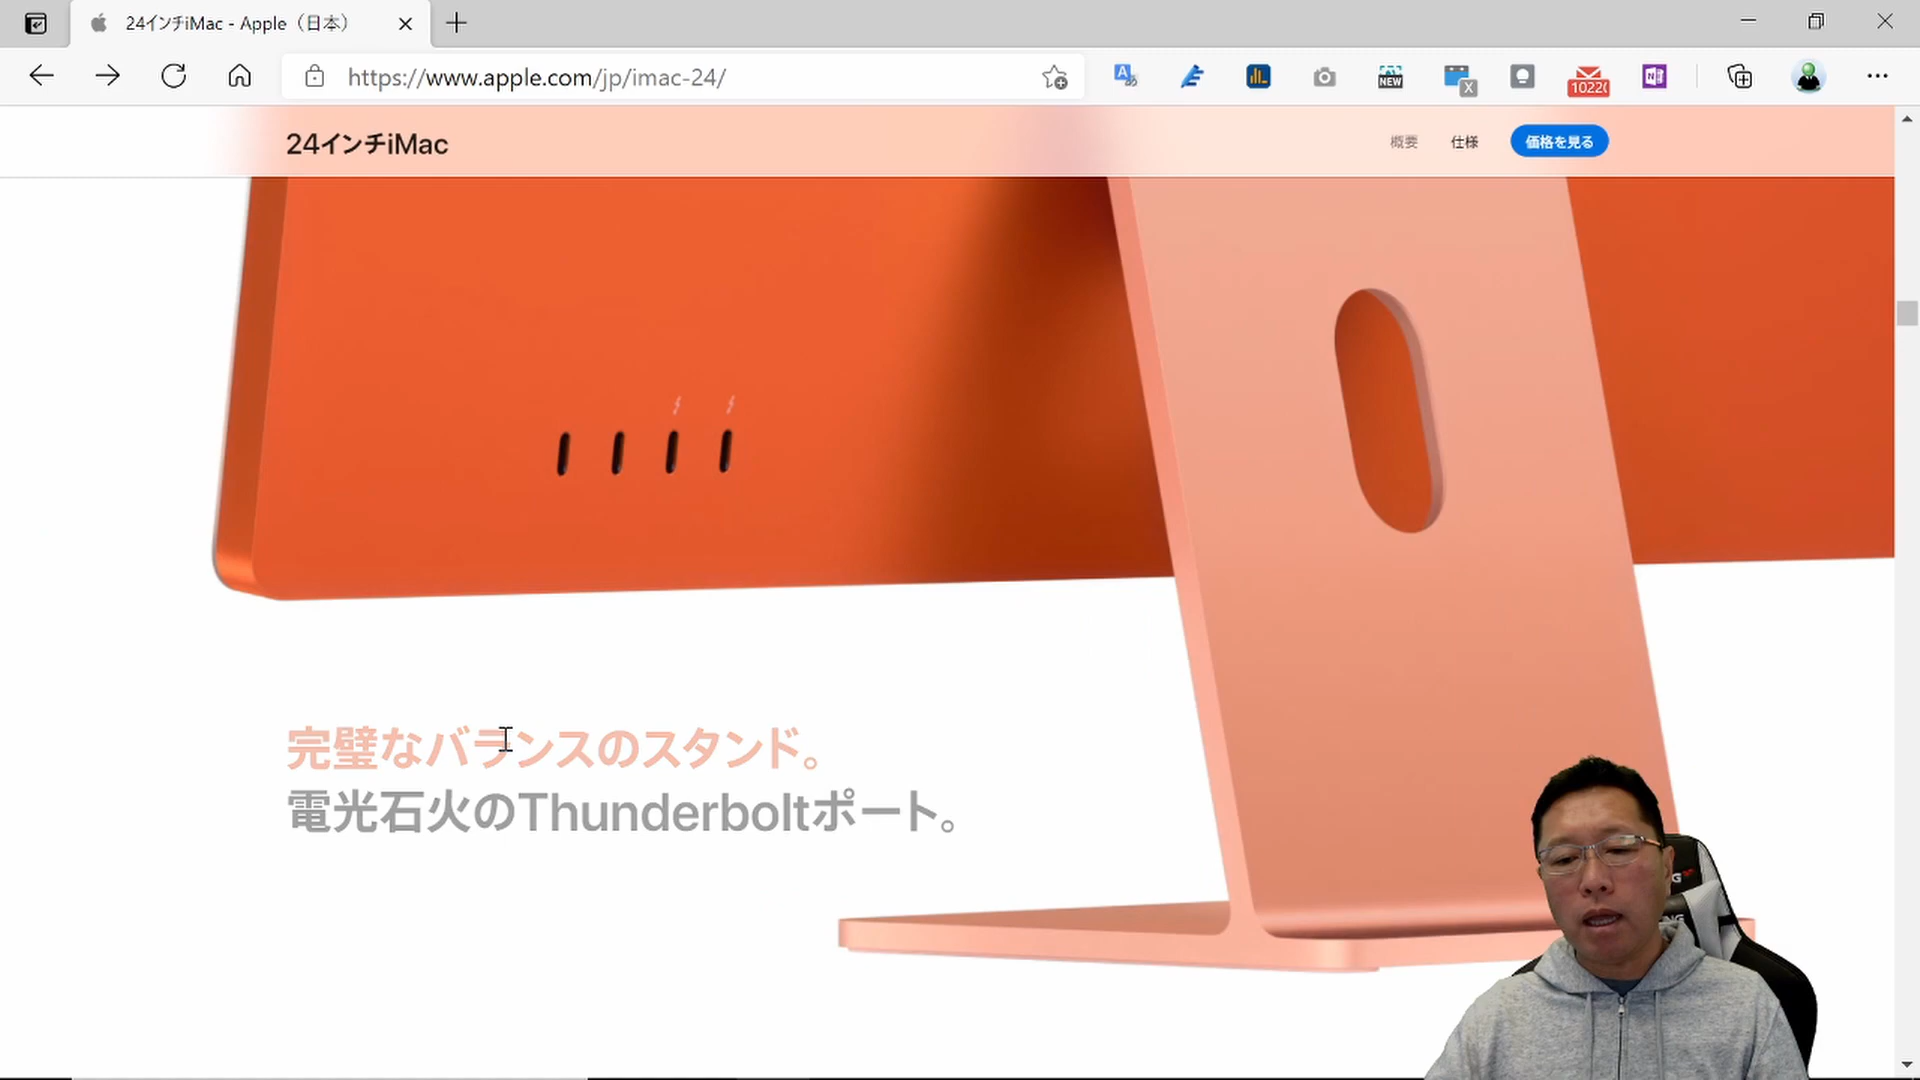 24インチiMac - Apple（日本）
https://www.apple.com/jp/imac-24/
NEW
X
1022(
24インチiMac
概要
仕様
価格を見る
完璧なバランスのスタンド。
電光石火のThunderboltポート。